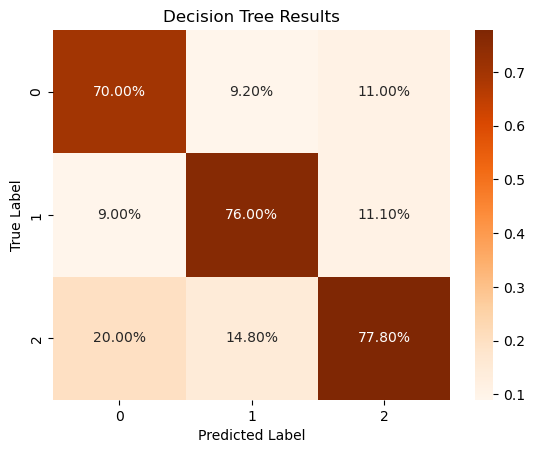 Decision Tree Results
0 70.00% 9.20% 11.00%
1 9.00% 76.00% 11.10%
2 20.00% 14.80% 77.80%
0 1 2
True Label
Predicted Label
0.7
0.6
0.5
0.4
0.3
0.2
0.1